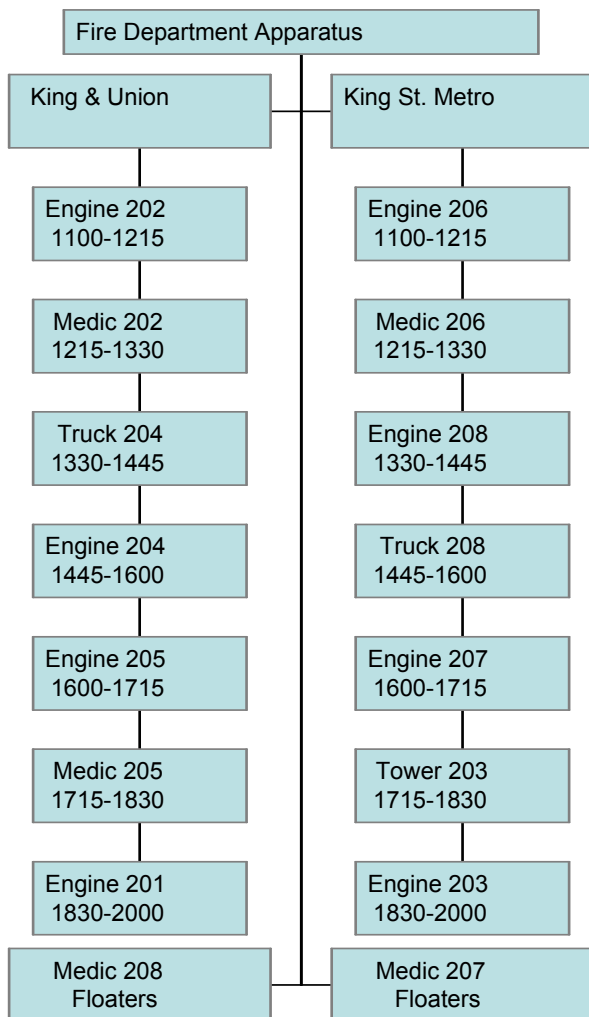 Fire Department Apparatus
King & Union
Engine 202
1100-1215
Medic 202
1215-1330
Truck 204
1330-1445
Engine 204
1445-1600
Engine 205
1600-1715
Medic 205
1715-1830
Engine 201
1830-2000
Medic 208
Floaters
King St. Metro
Engine 206
1100-1215
Medic 206
1215-1330
Engine 208
1330-1445
Truck 208
1445-1600
Engine 207
1600-1715
Tower 203
1715-1830
Engine 203
1830-2000
Medic 207
Floaters